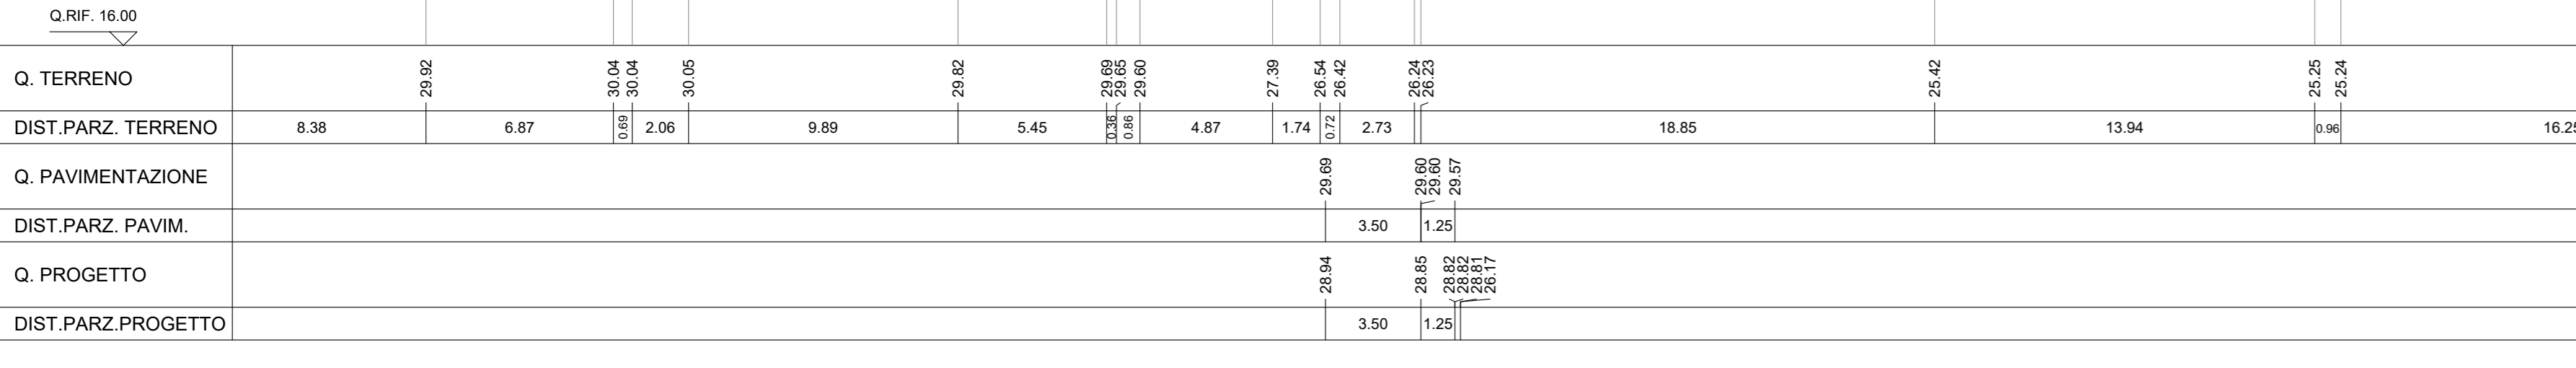 Q.RIF. 16.00
Q. TERRENO 29.92 30.04 30.04 30.05 29.82 29.69 29.65 29.60 27.39 26.54 26.42 26.24 26.23 25.42 25.25 25.24
DIST.PARZ. TERRENO 8.38 6.87 0.69 2.06 9.89 5.45 0.36 0.86 4.87 1.74 0.72 2.73 18.85 13.94 0.96 16.25
Q. PAVIMENTAZIONE 29.69 29.60 29.60 29.57
DIST.PARZ. PAVIM. 3.50 1.25
Q. PROGETTO 28.94 28.85 28.82 28.82 28.81 26.17
DIST.PARZ.PROGETTO 3.50 1.25